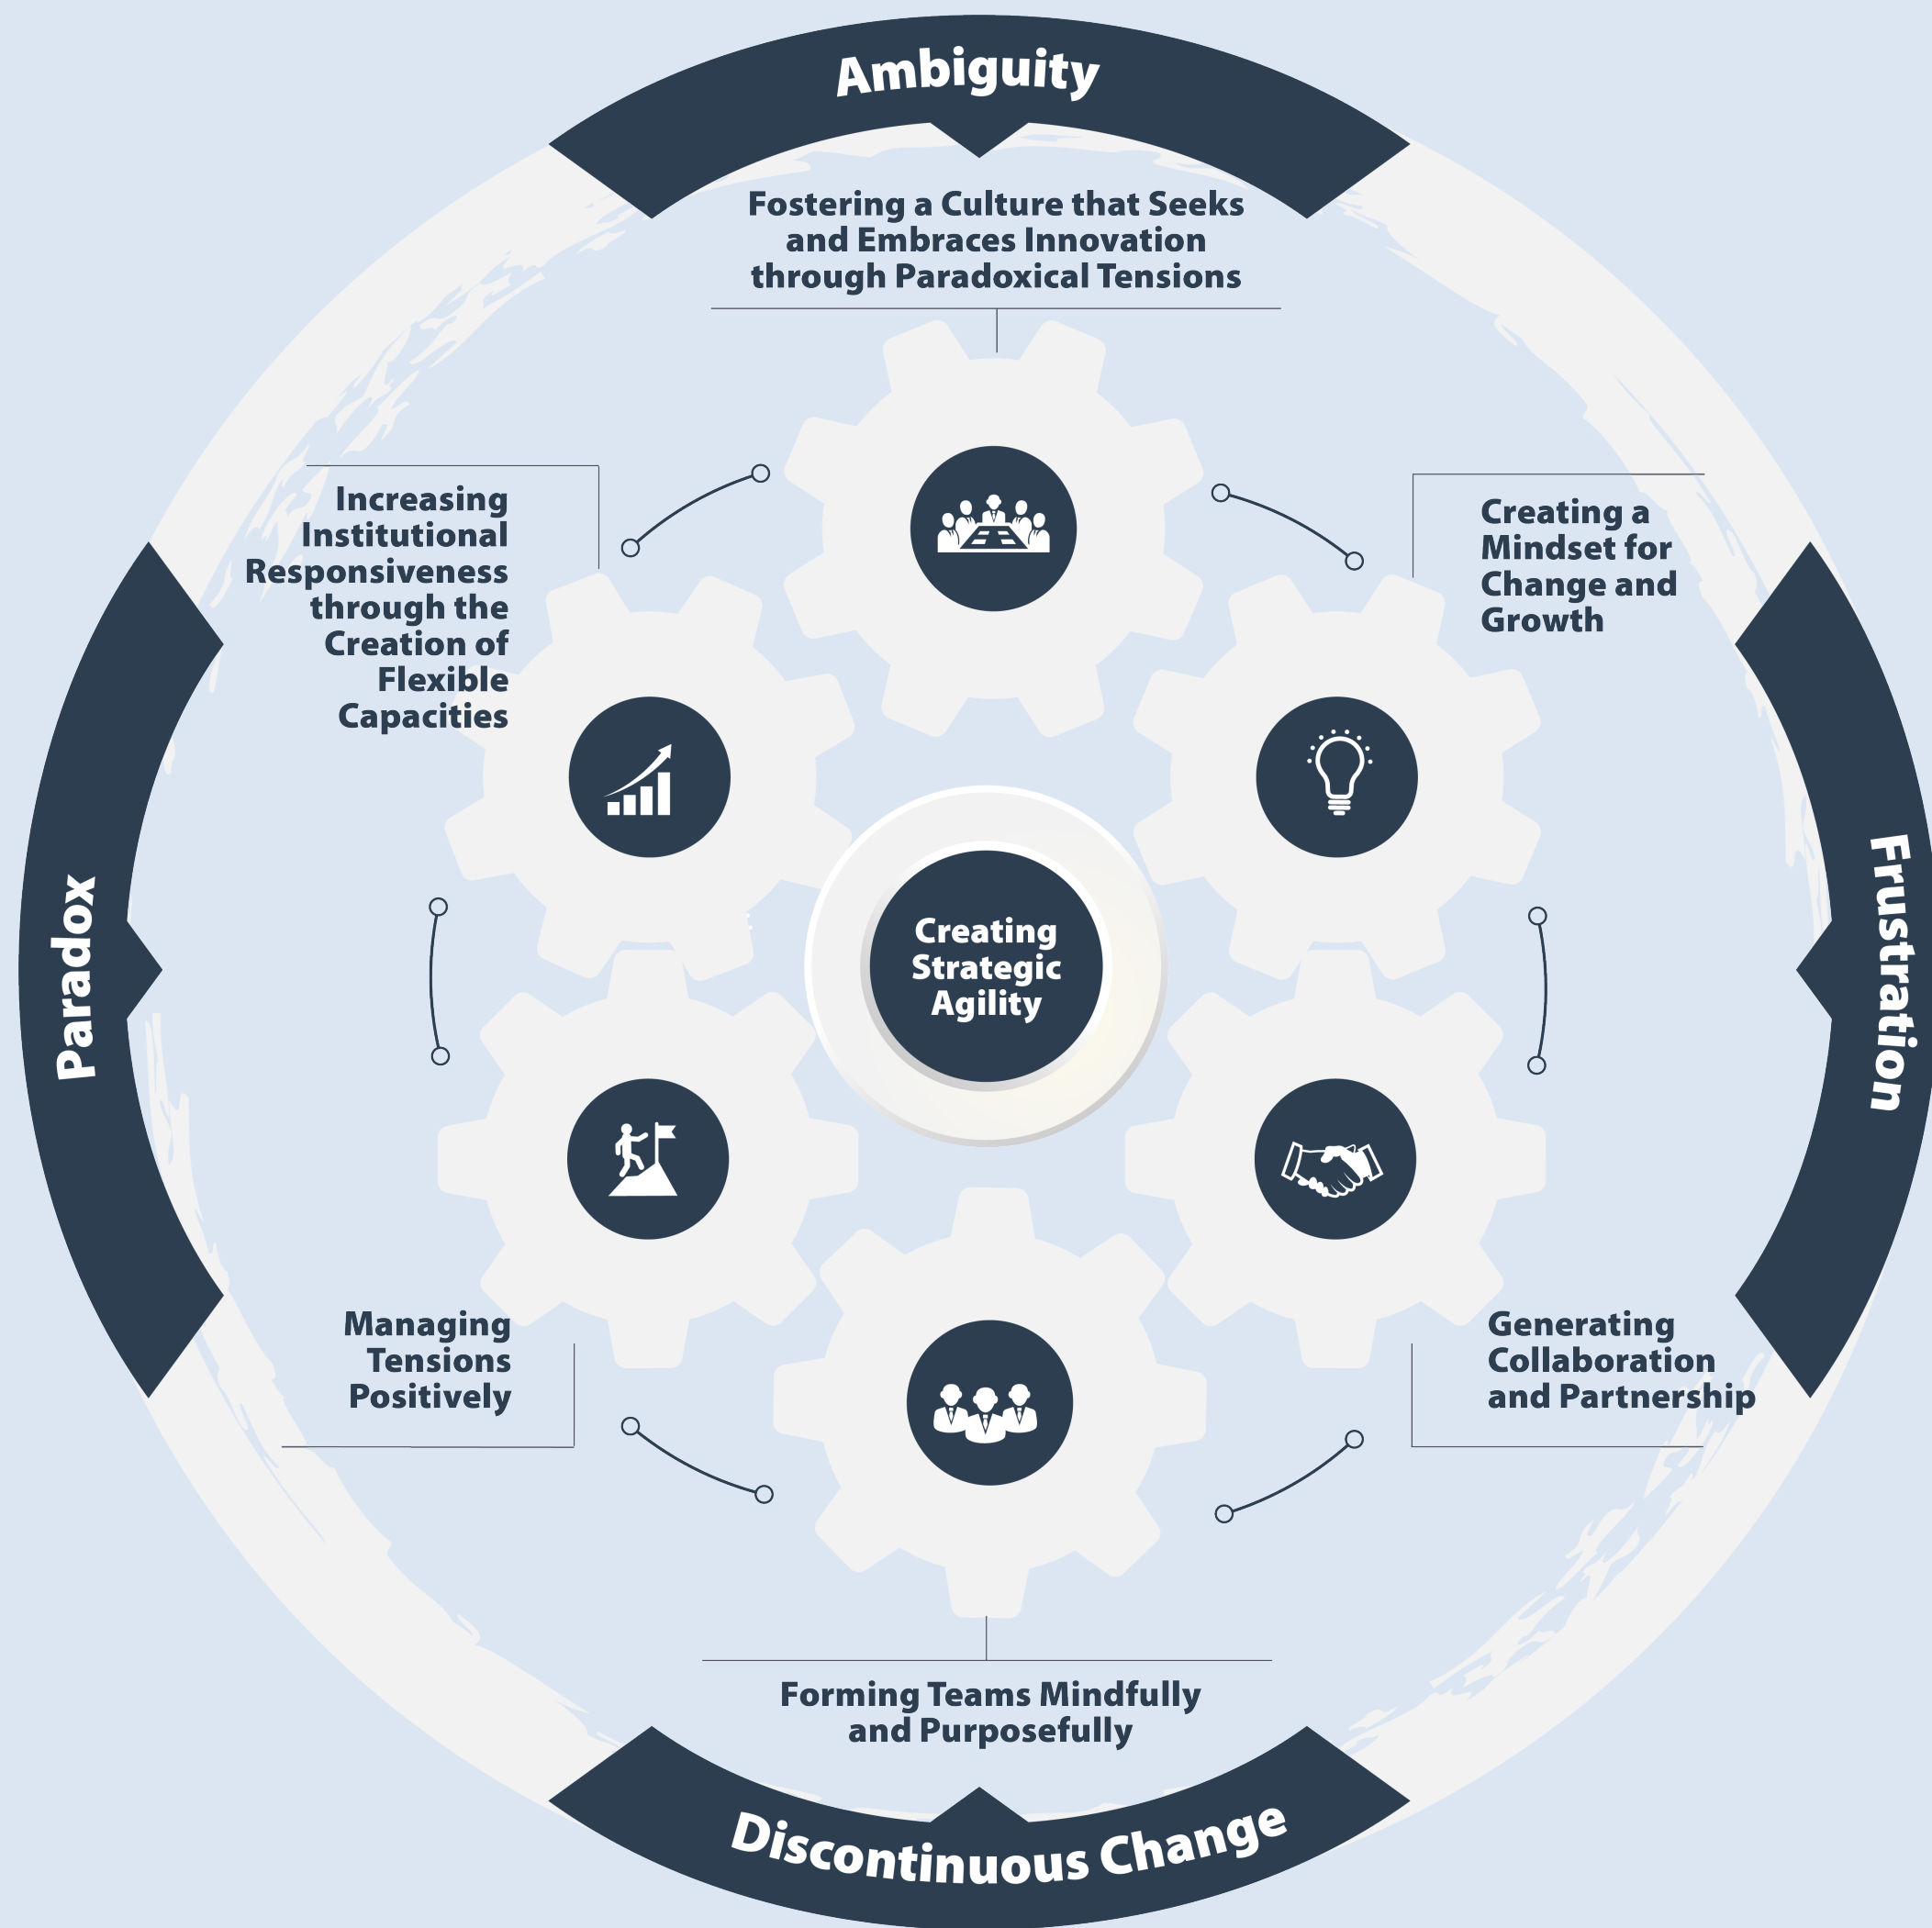 Ambiguity
Fostering a Culture that Seeks
and Embraces Innovation
through Paradoxical Tensions
Increasing
Institutional
Responsiveness
through the
Creation of
Flexible
Capacities
Creating a
Mindset for
Change and
Growth
Paradox
Creating
Strategic
Agility
Frustration
Managing
Tensions
Positively
Generating
Collaboration
and Partnership
Forming Teams Mindfully
and Purposefully
Discontinuous Change